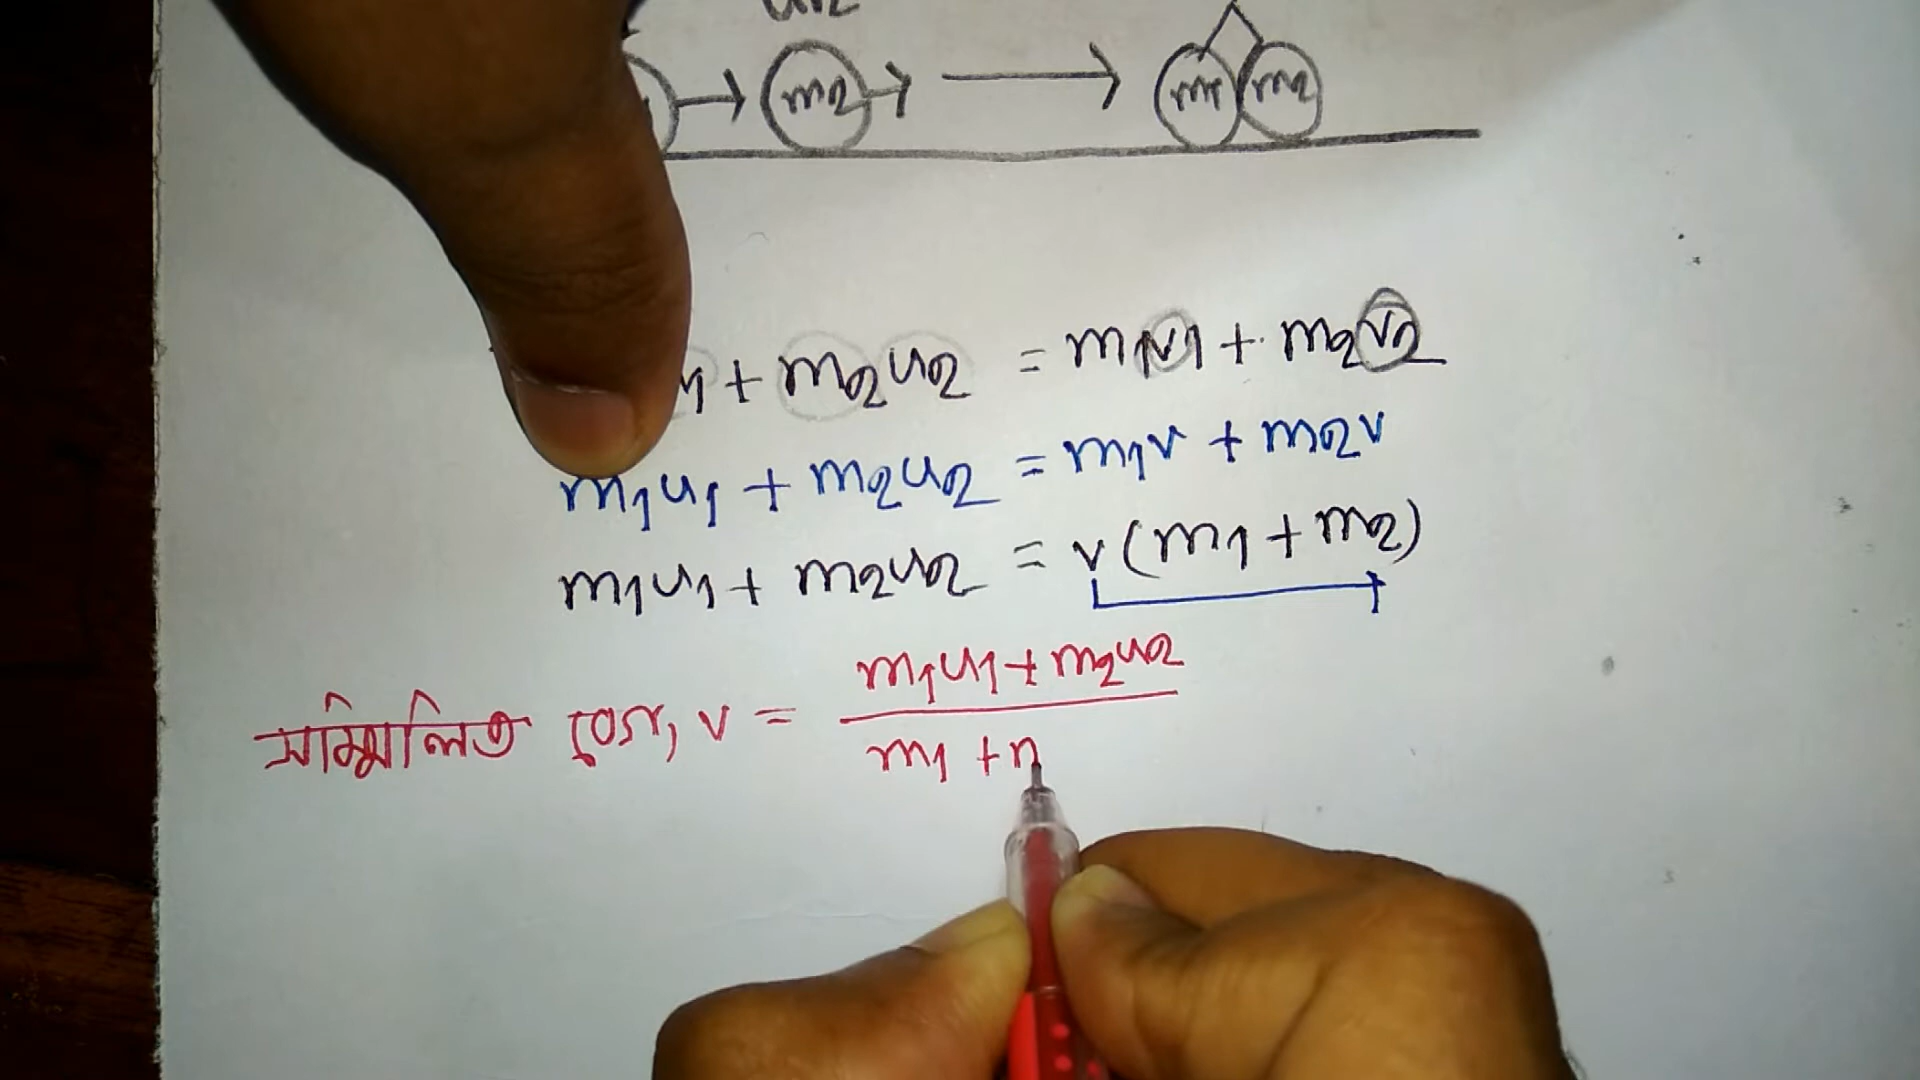 m2 m1 m2
+ m2u2 = m1v1 + m2v2
m1u1 + m2u2 = m1v + m2v
m1u1 + m2u2 = v(m1 + m2)
সম্মিলিত বেগ, v = m1u1 + m2u2
m1 + n